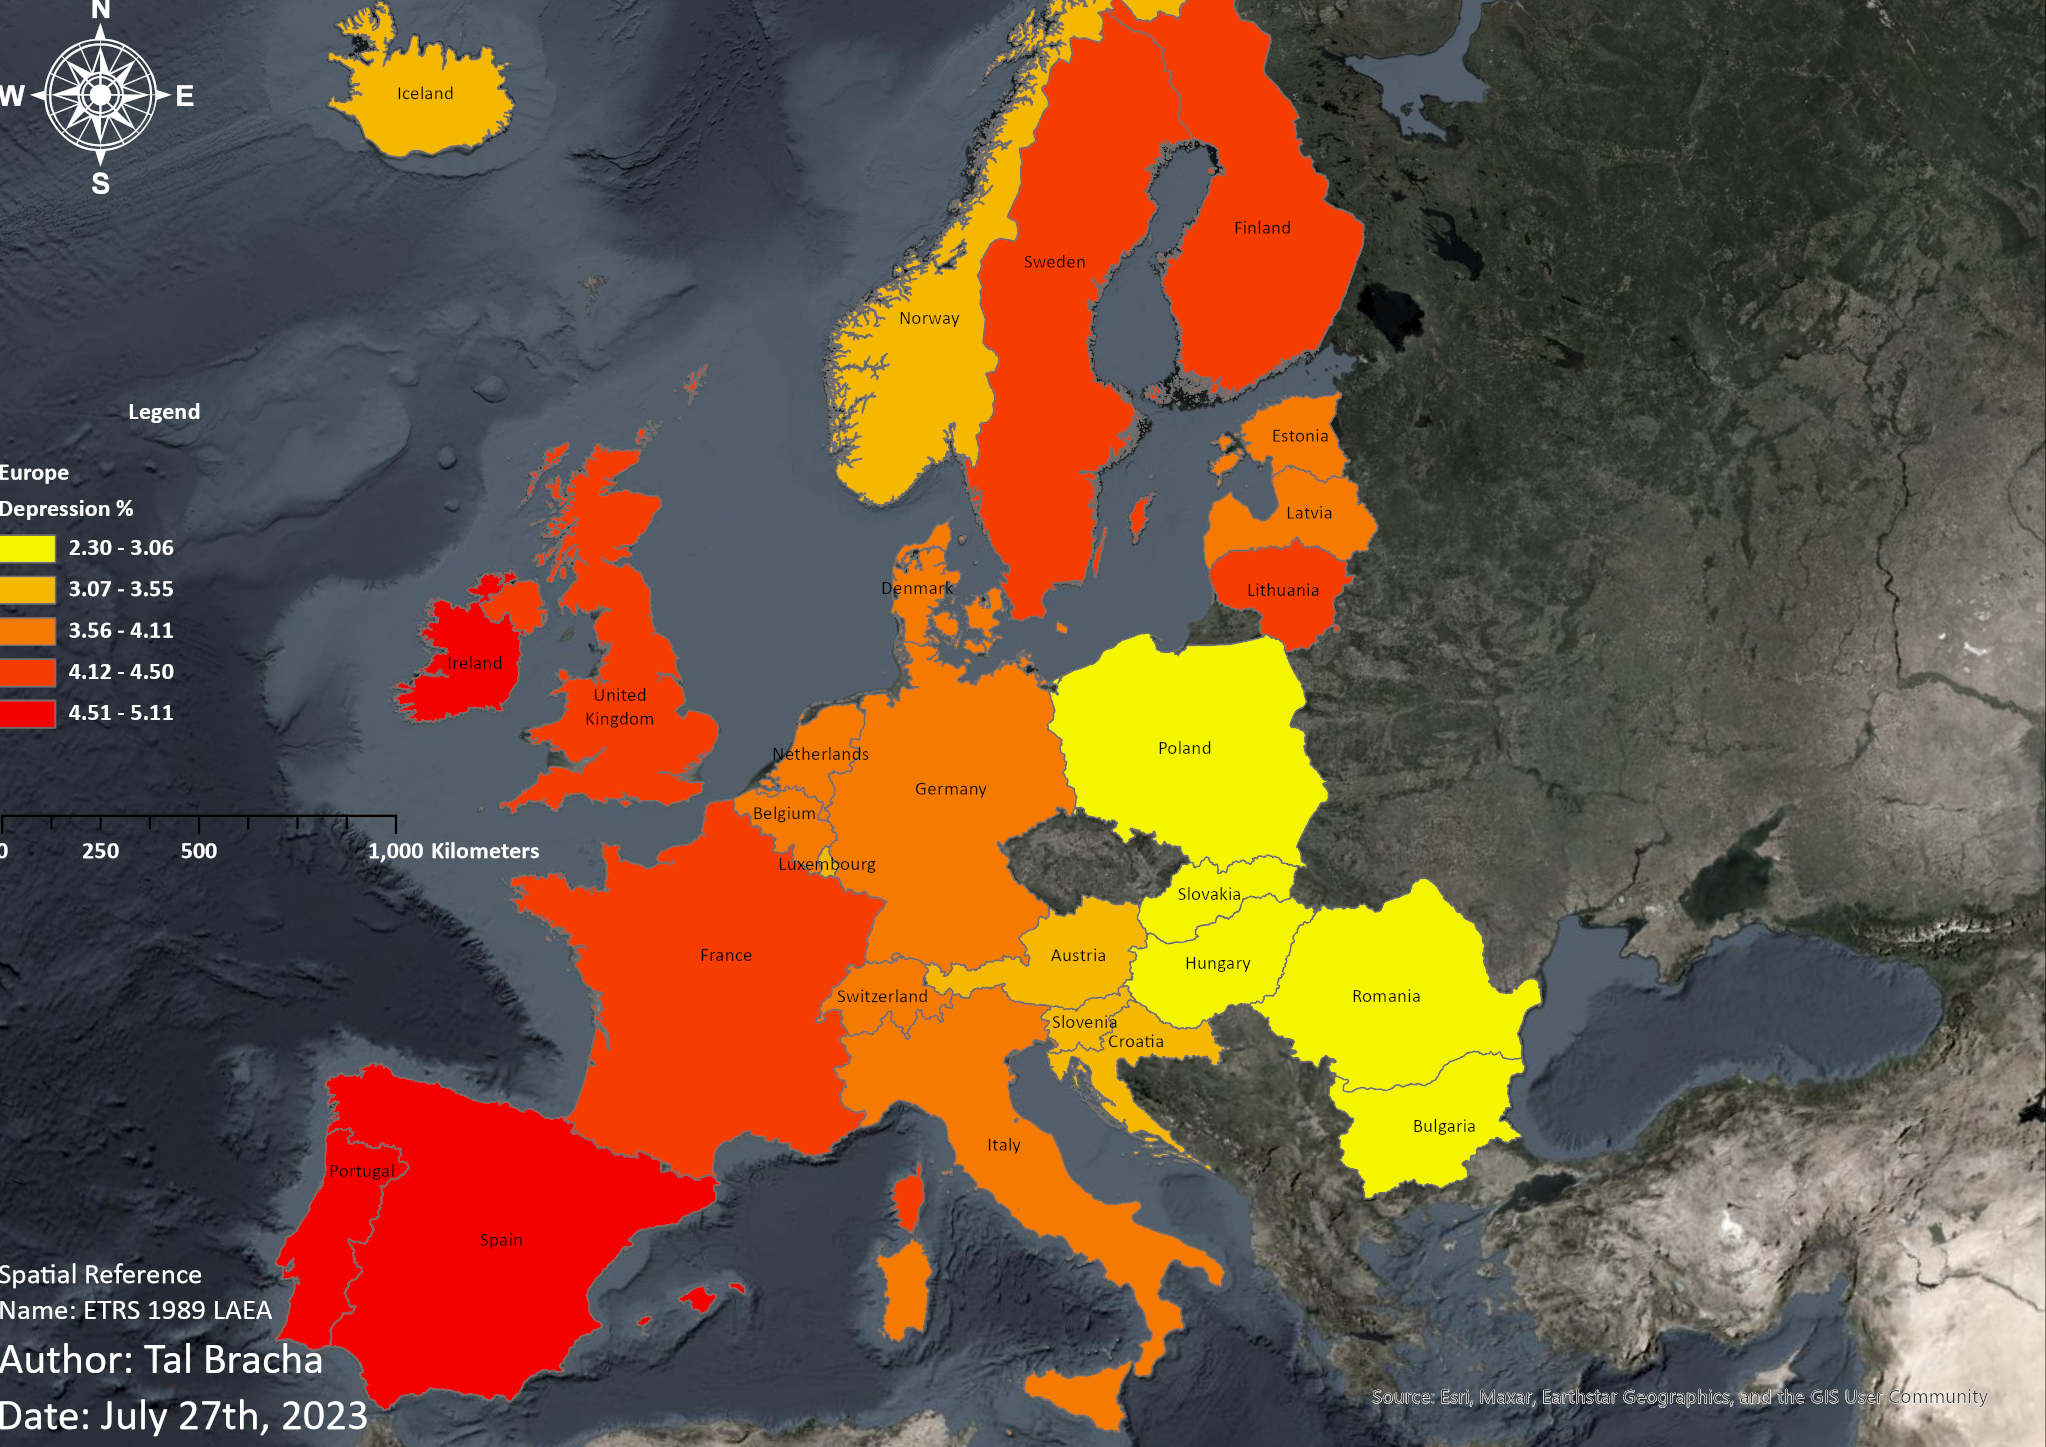 N
W
E
S
Iceland
Finland
Sweden
Norway
Legend
Estonia
Europe
Depression %
Latvia
2.30 - 3.06
3.07 - 3.55
Denmark
Lithuania
3.56 - 4.11
4.12 - 4.50
Ireland
4.51 - 5.11
United
Kingdom
Netherlands
Poland
Germany
Belgium
0
250
500
1,000 Kilometers
Luxembourg
Slovakia
France
Austria
Hungary
Switzerland
Romania
Slovenia
Croatia
Bulgaria
Italy
Portugal
Spain
Spatial Reference
Name: ETRS 1989 LAEA
Author: Tal Bracha
Date: July 27th, 2023
Source: Esri, Maxar, Earthstar Geographics, and the GIS User Community